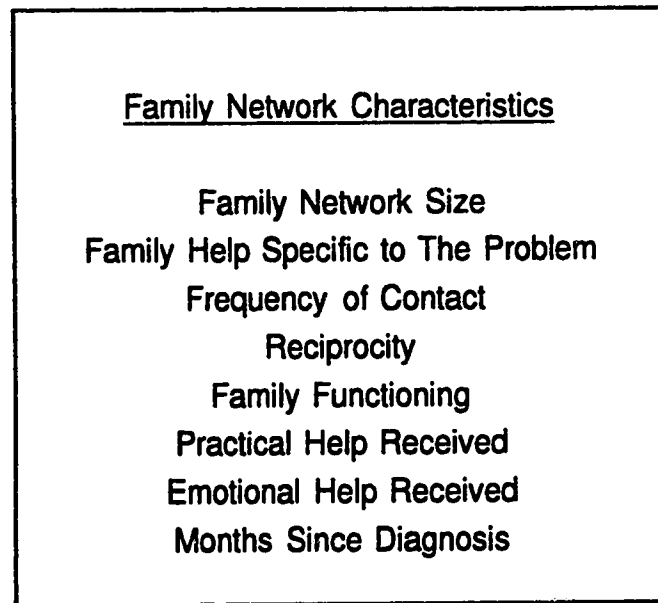 Family Network Characteristics
Family Network Size
Family Help Specific to The Problem
Frequency of Contact
Reciprocity
Family Functioning
Practical Help Received
Emotional Help Received
Months Since Diagnosis